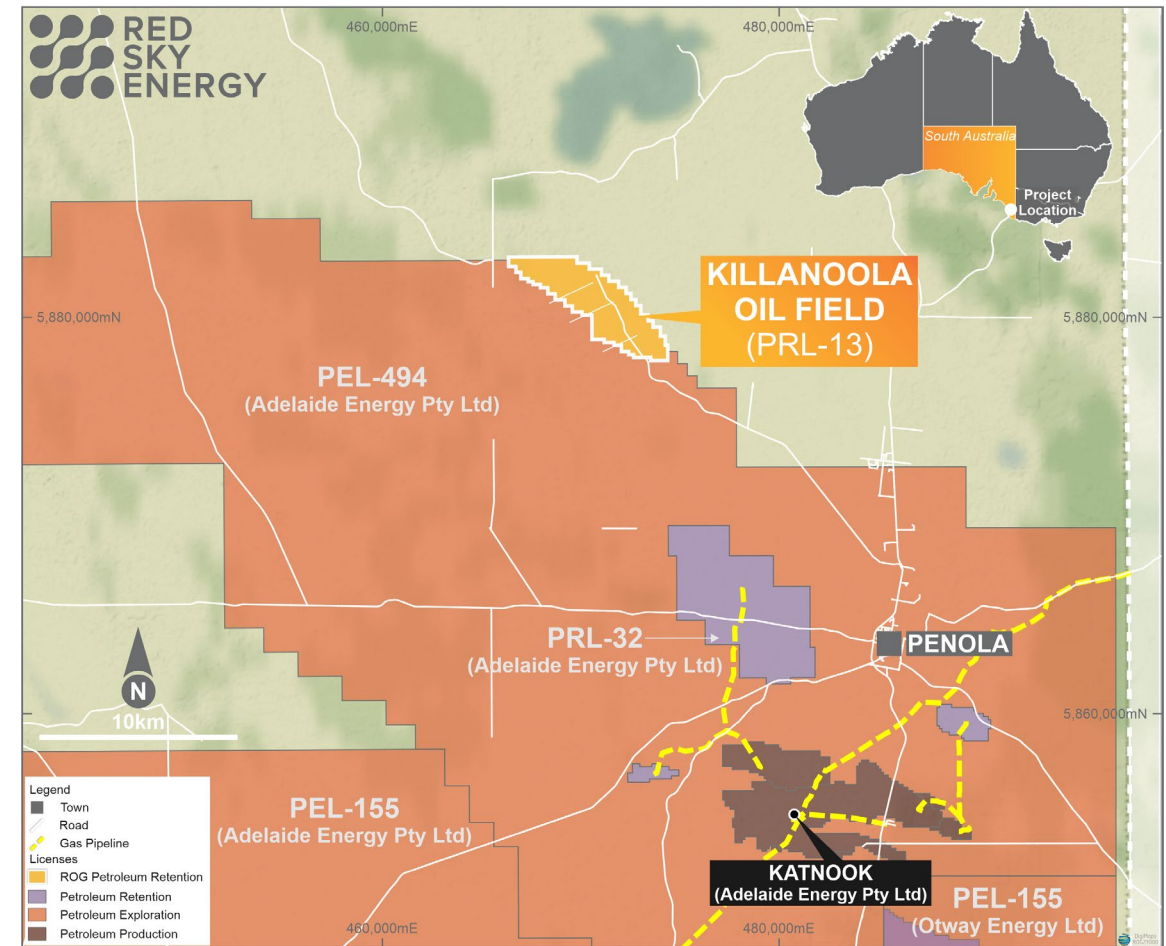 RED
SKY
ENERGY
460,000mE
480,000mE
South Australia
Project
Location
KILLANOOLA
OIL FIELD
(PRL-13)
5,880,000mN
5,880,000mN
PEL-494
(Adelaide Energy Pty Ltd)
PRL-32
(Adelaide Energy Pty Ltd)
PENOLA
N
10km
5,860,000mN
PEL-155
(Adelaide Energy Pty Ltd)
KATNOOK
(Adelaide Energy Pty Ltd)
PEL-155
(Otway Energy Ltd)
Legend
Town
Road
Gas Pipeline
Licenses
ROG Petroleum Retention
Petroleum Retention
Petroleum Exploration
Petroleum Production
460,000mE
480,000mE